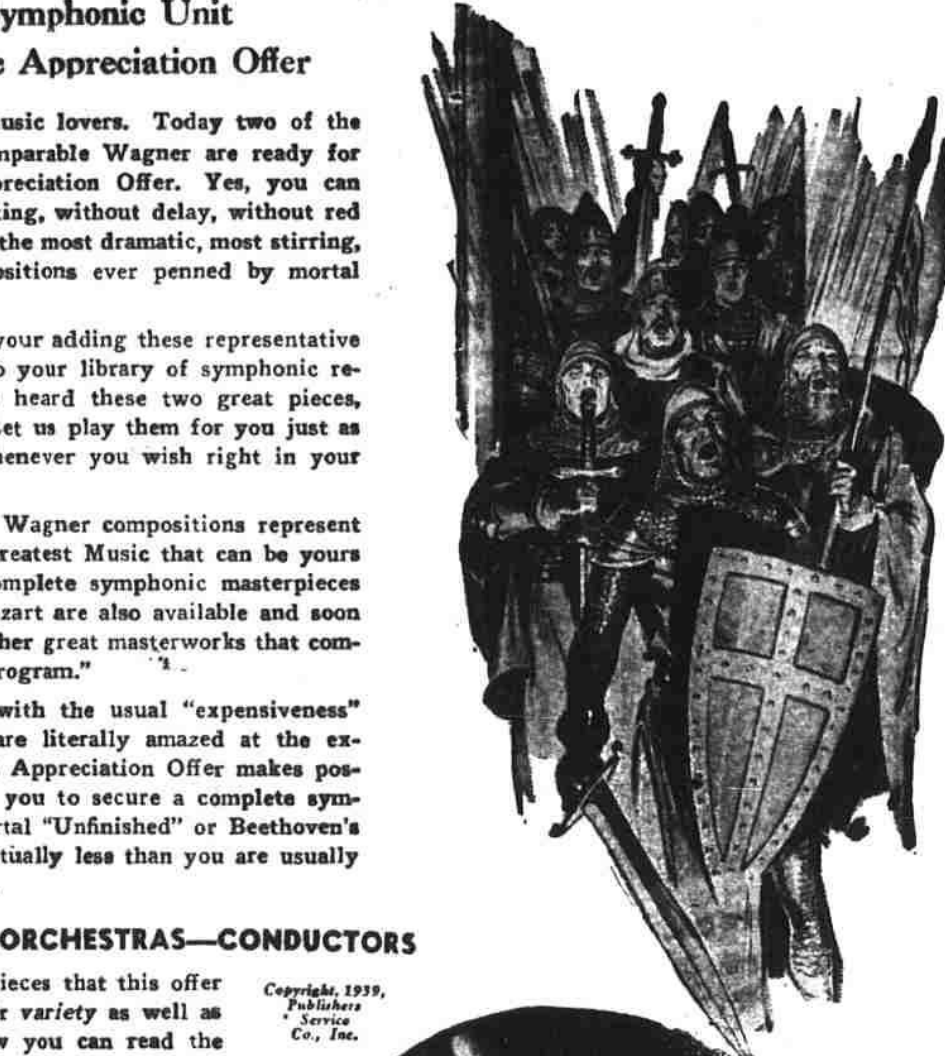 ymphonic Unit
Appreciation Offer
usic lovers. Today two of the
mparable Wagner are ready for
preciation Offer. Yes, you can
ing, without delay, without red
the most dramatic, most stirring,
ositions ever penned by mortal
your adding these representative
o your library of symphonic re-
heard these two great pieces,
et us play them for you just as
henever you wish right in your
Wagner compositions represent
reatest Music that can be yours
omplete symphonic masterpieces
zart are also available and soon
her great masterworks that com-
rogram."
with the usual "expensiveness"
are literally amazed at the ex-
Appreciation Offer makes pos-
you to secure a complete sym-
rtal "Unfinished" or Beethoven's
tually less than you are usually
ORCHESTRAS—CONDUCTORS
ieces that this offer
r variety as well as
w you can read the
Copyright, 1939,
Publishers
Service
Co., Inc.